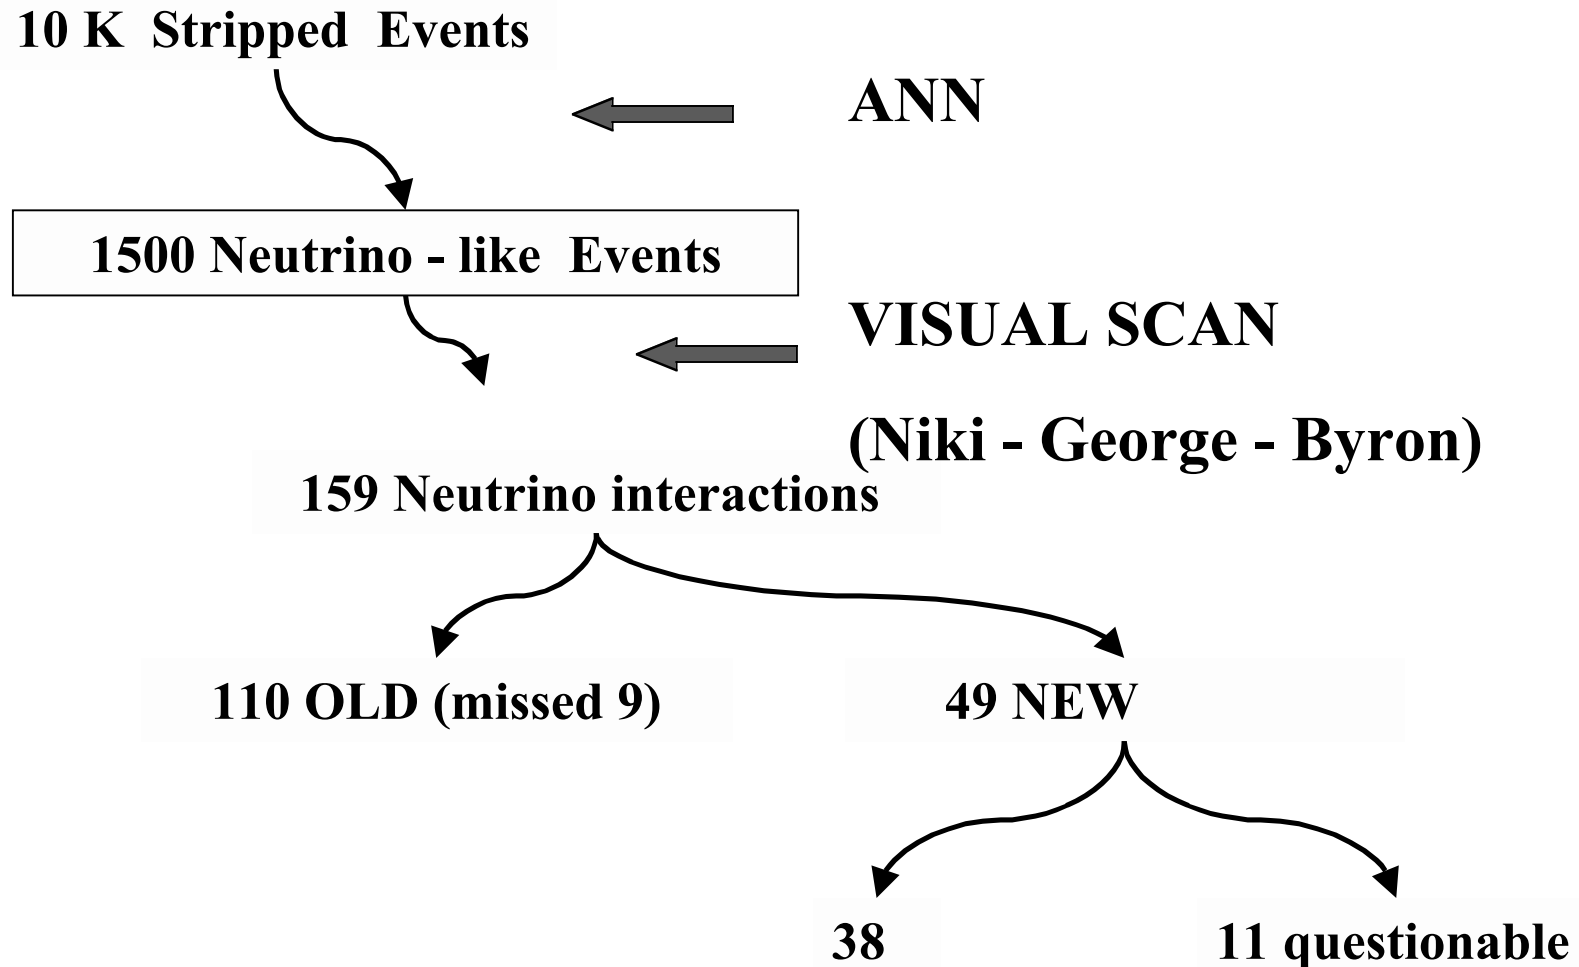 10 K Stripped Events
ANN
1500 Neutrino - like Events
VISUAL SCAN
(Niki - George - Byron)
159 Neutrino interactions
110 OLD (missed 9)
49 NEW
38
11 questionable